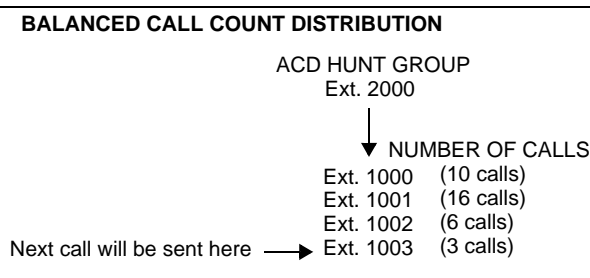 BALANCED CALL COUNT DISTRIBUTION
ACD HUNT GROUP
Ext. 2000
NUMBER OF CALLS
Ext. 1000 (10 calls)
Ext. 1001 (16 calls)
Ext. 1002 (6 calls)
Next call will be sent here Ext. 1003 (3 calls)